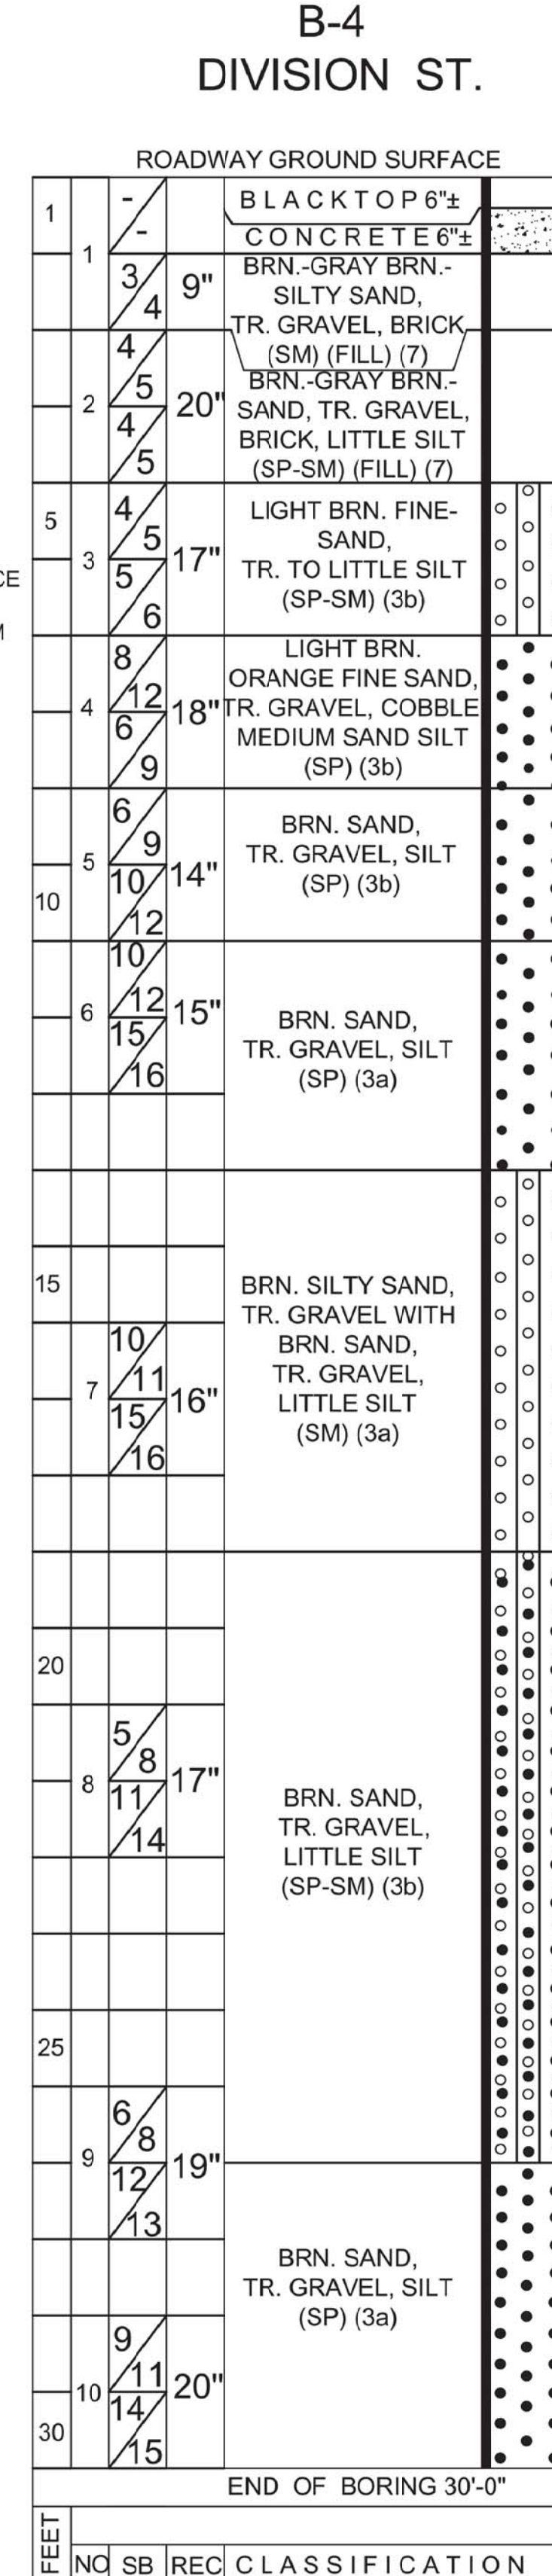 B-4
DIVISION ST.
ROADWAY GROUND SURFACE
1
1
-
-
BLACKTOP 6"±
CONCRETE 6"±
3
4
9"
BRN.-GRAY BRN.-
SILTY SAND,
TR. GRAVEL, BRICK
(SM) (FILL) (7)
2
4
5
4
5
20"
BRN.-GRAY BRN.-
SAND, TR. GRAVEL,
BRICK, LITTLE SILT
(SP-SM) (FILL) (7)
5
3
4
5
5
6
17"
LIGHT BRN. FINE-
SAND,
TR. TO LITTLE SILT
(SP-SM) (3b)
CE
M
4
8
12
6
9
18"
LIGHT BRN.
ORANGE FINE SAND,
TR. GRAVEL, COBBLE
MEDIUM SAND SILT
(SP) (3b)
10
5
6
9
10
12
14"
BRN. SAND,
TR. GRAVEL, SILT
(SP) (3b)
6
10
12
15
16
15"
BRN. SAND,
TR. GRAVEL, SILT
(SP) (3a)
15
7
10
11
15
16
16"
BRN. SILTY SAND,
TR. GRAVEL WITH
BRN. SAND,
TR. GRAVEL,
LITTLE SILT
(SM) (3a)
20
8
5
8
11
14
17"
BRN. SAND,
TR. GRAVEL,
LITTLE SILT
(SP-SM) (3b)
25
9
6
8
12
13
19"
BRN. SAND,
TR. GRAVEL, SILT
(SP) (3a)
30
10
9
11
14
15
20"
END OF BORING 30'-0"
FEET
NO SB REC CLASSIFICATION